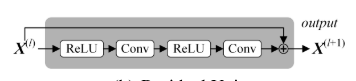 output
X^(l) ReLU Conv ReLU Conv ⊕ X^(l+1)